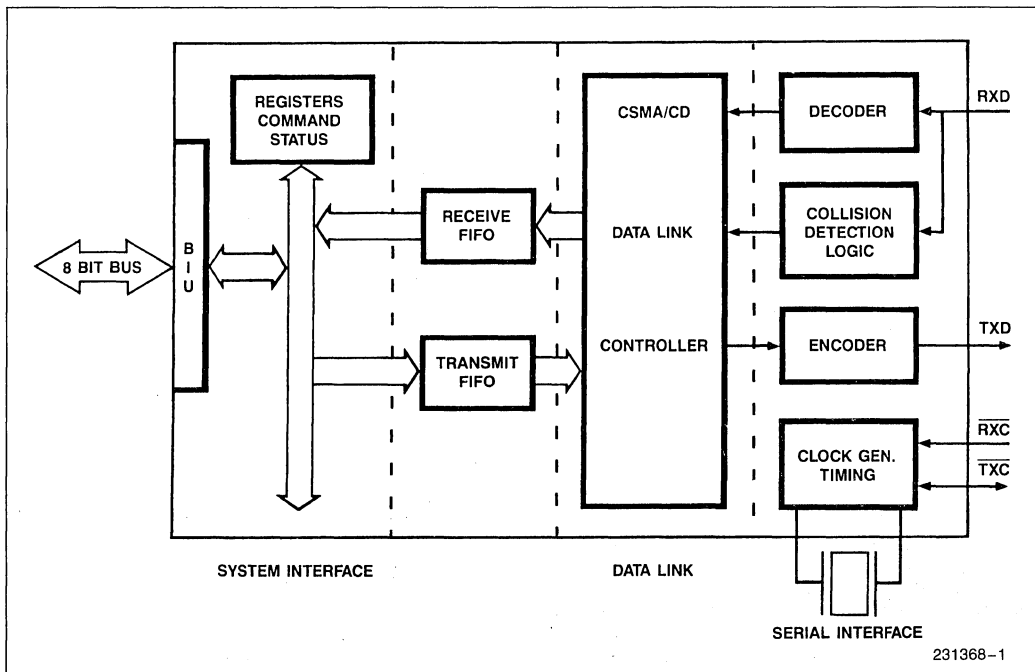 REGISTERS
COMMAND
STATUS
8 BIT BUS
B
I
U
RECEIVE
FIFO
TRANSMIT
FIFO
CSMA/CD
DATA LINK
CONTROLLER
DECODER
COLLISION
DETECTION
LOGIC
ENCODER
CLOCK GEN.
TIMING
RXD
TXD
RXC
TXC
SYSTEM INTERFACE
DATA LINK
SERIAL INTERFACE
231368-1